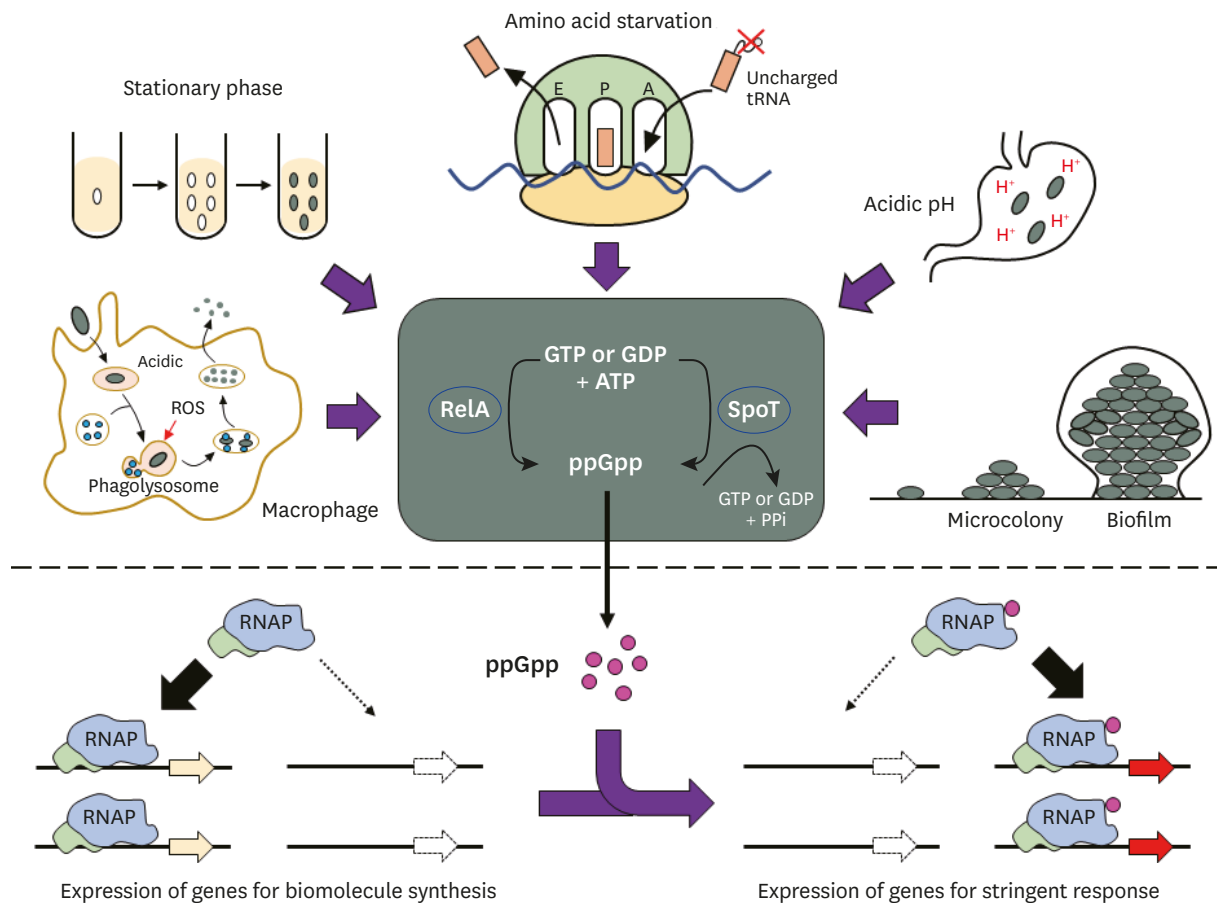 Amino acid starvation
Uncharged
tRNA
E
P
A
Stationary phase
Acidic pH
H⁺
H⁺
H⁺
H⁺
Acidic
ROS
Phagolysosome
Macrophage
GTP or GDP
+ ATP
RelA
SpoT
ppGpp
GTP or GDP
+ PPi
Microcolony
Biofilm
RNAP
RNAP
ppGpp
RNAP
RNAP
RNAP
RNAP
Expression of genes for biomolecule synthesis
Expression of genes for stringent response